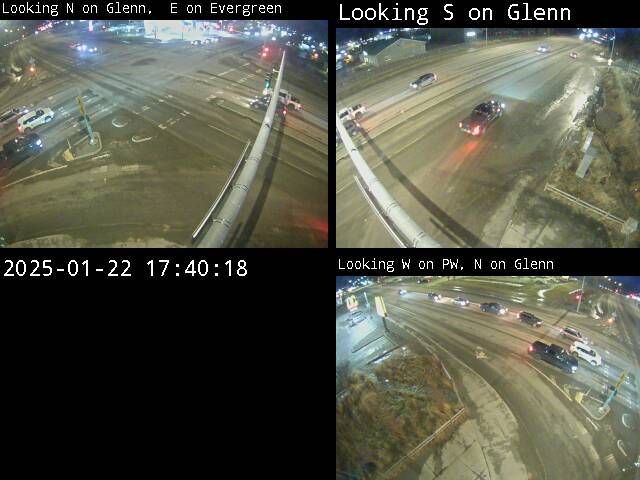 Looking N on Glenn,  E on Evergreen
Looking S on Glenn
2025-01-22 17:40:18
Looking W on PW, N on Glenn